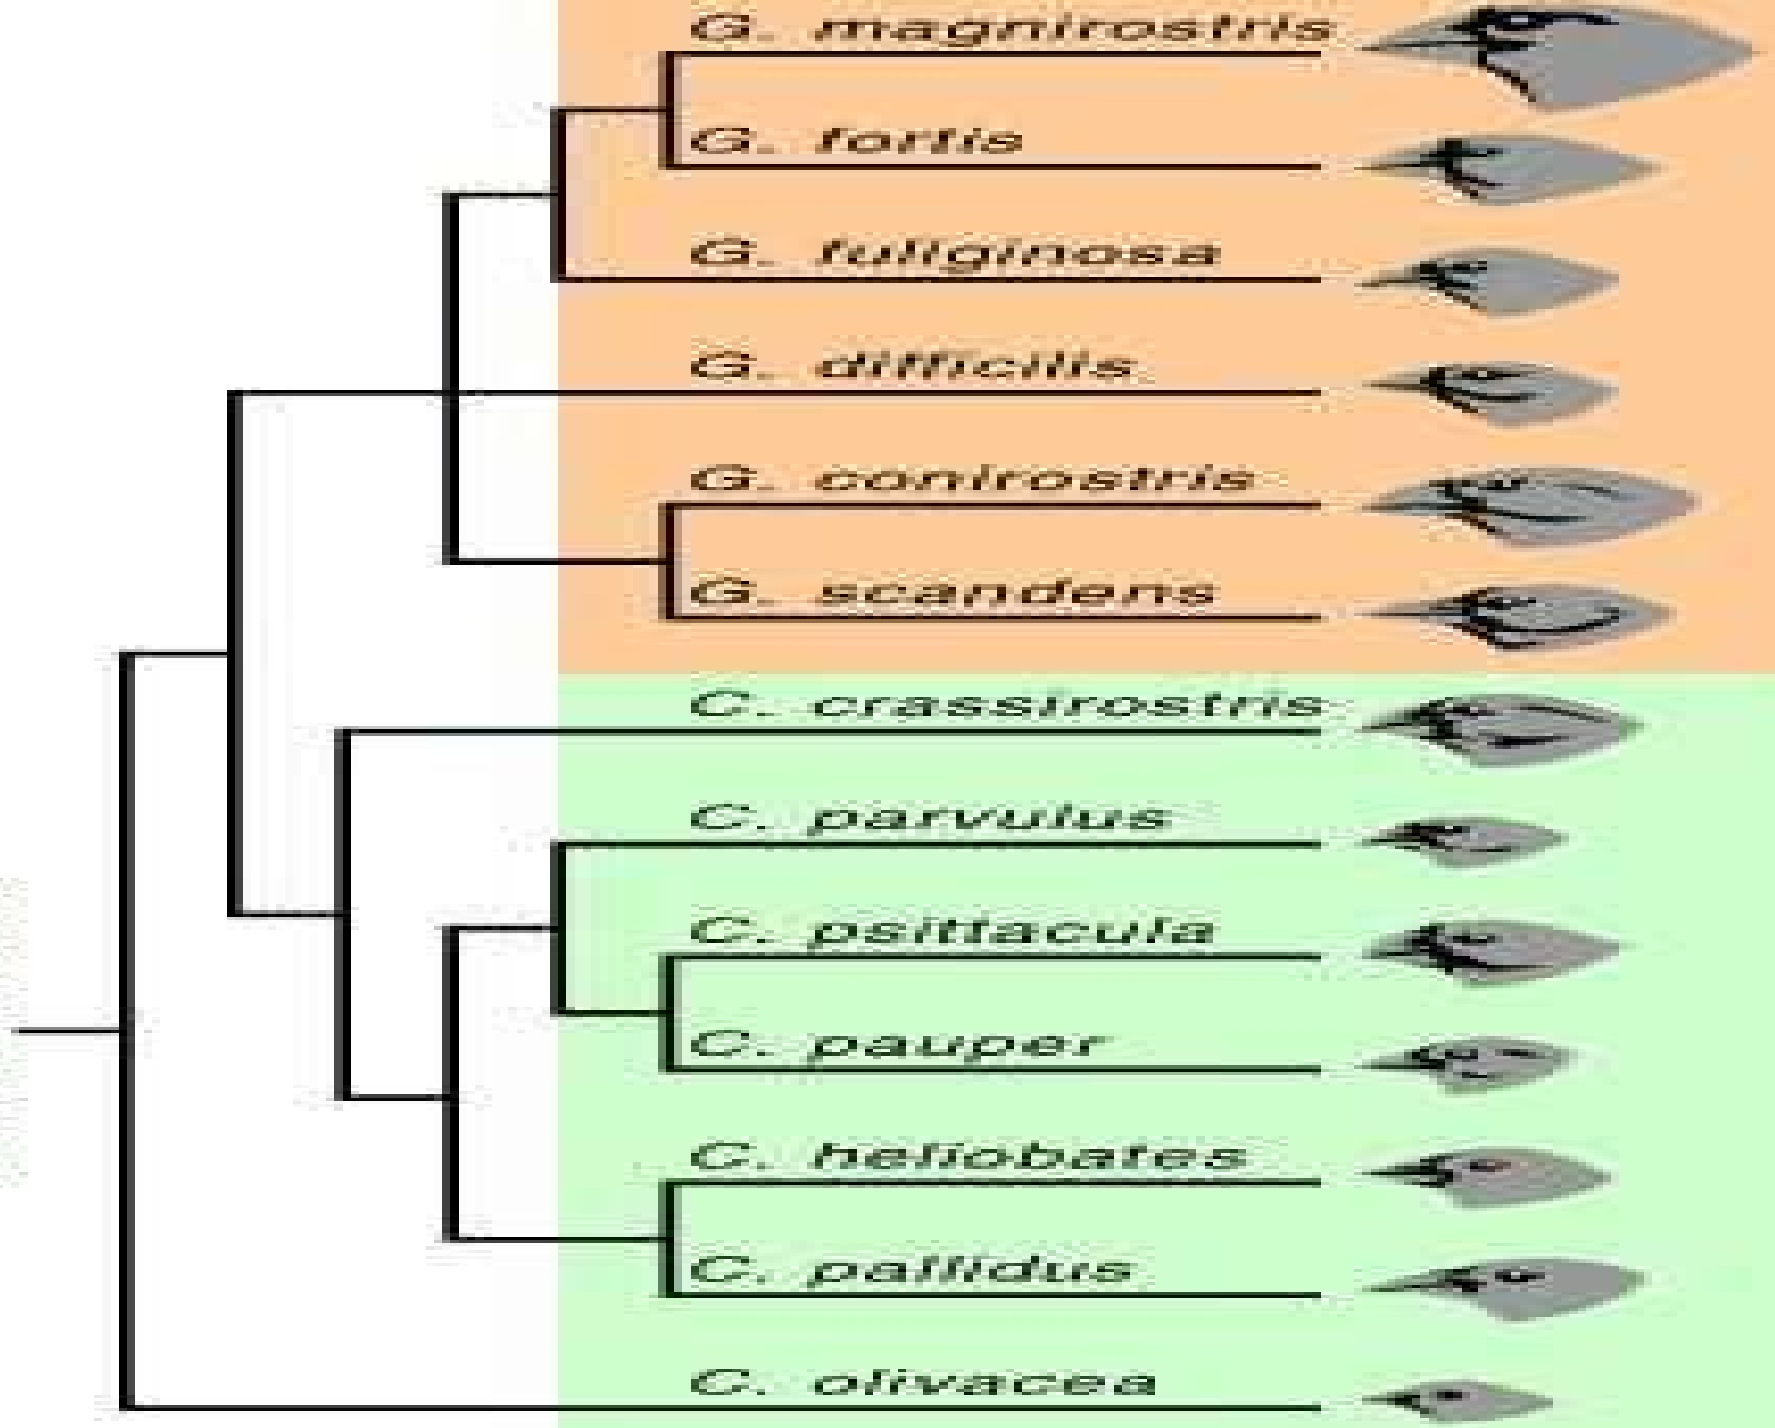 G. magnirostris
G. fortis
G. fuliginosa
G. difficilis
G. conirostris
G. scandens
C. crassirostris
C. parvulus
C. psittacula
C. pauper
C. heliobates
C. pallidus
C. olivacea